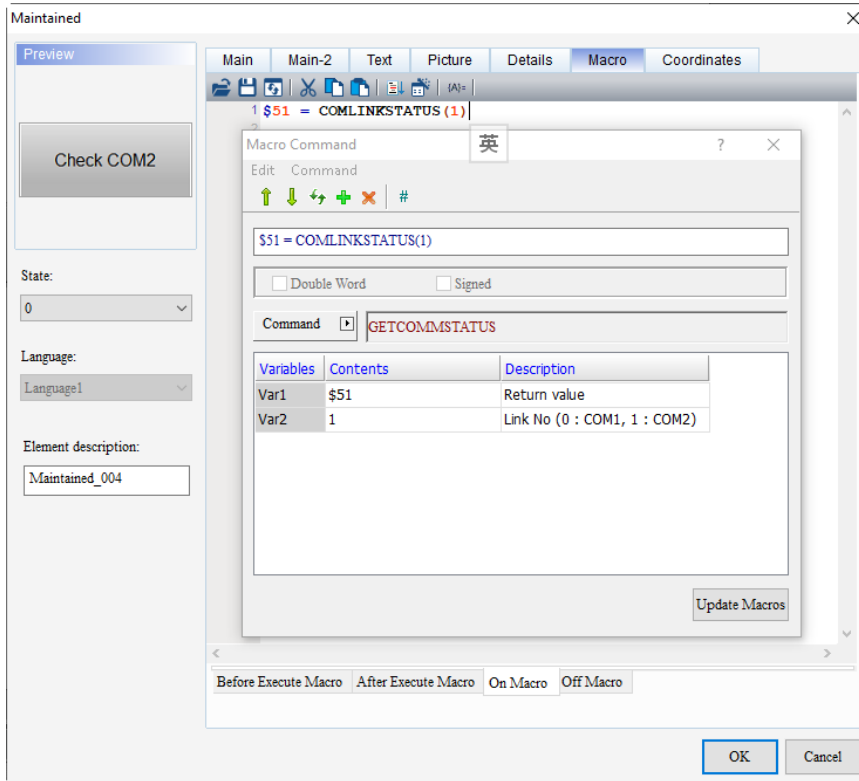 Maintained
Preview
Check COM2
State:
0
Language:
Language1
Element description:
Maintained_004
Main Main-2 Text Picture Details Macro Coordinates
{A}=
1 $51 = COMLINKSTATUS(1)
2
Macro Command 英 ?
Edit Command
#
$51 = COMLINKSTATUS(1)
Double Word Signed
Command GETCOMMSTATUS
Variables Contents Description
Var1 $51 Return value
Var2 1 Link No (0 : COM1, 1 : COM2)
Update Macros
Before Execute Macro After Execute Macro On Macro Off Macro
OK Cancel